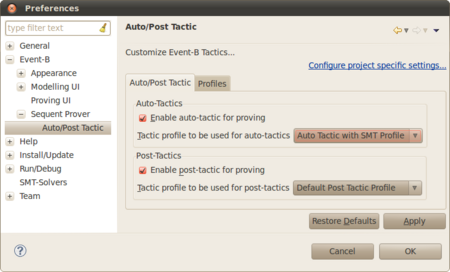 Preferences
type filter text
General
Event-B
Appearance
Modelling UI
Proving UI
Sequent Prover
Auto/Post Tactic
Help
Install/Update
Run/Debug
SMT-Solvers
Team
Auto/Post Tactic
Customize Event-B Tactics...
Configure project specific settings...
Auto/Post Tactic Profiles
Auto-Tactics
Enable auto-tactic for proving
Tactic profile to be used for auto-tactics Auto Tactic with SMT Profile
Post-Tactics
Enable post-tactic for proving
Tactic profile to be used for post-tactics Default Post Tactic Profile
Restore Defaults Apply
Cancel OK